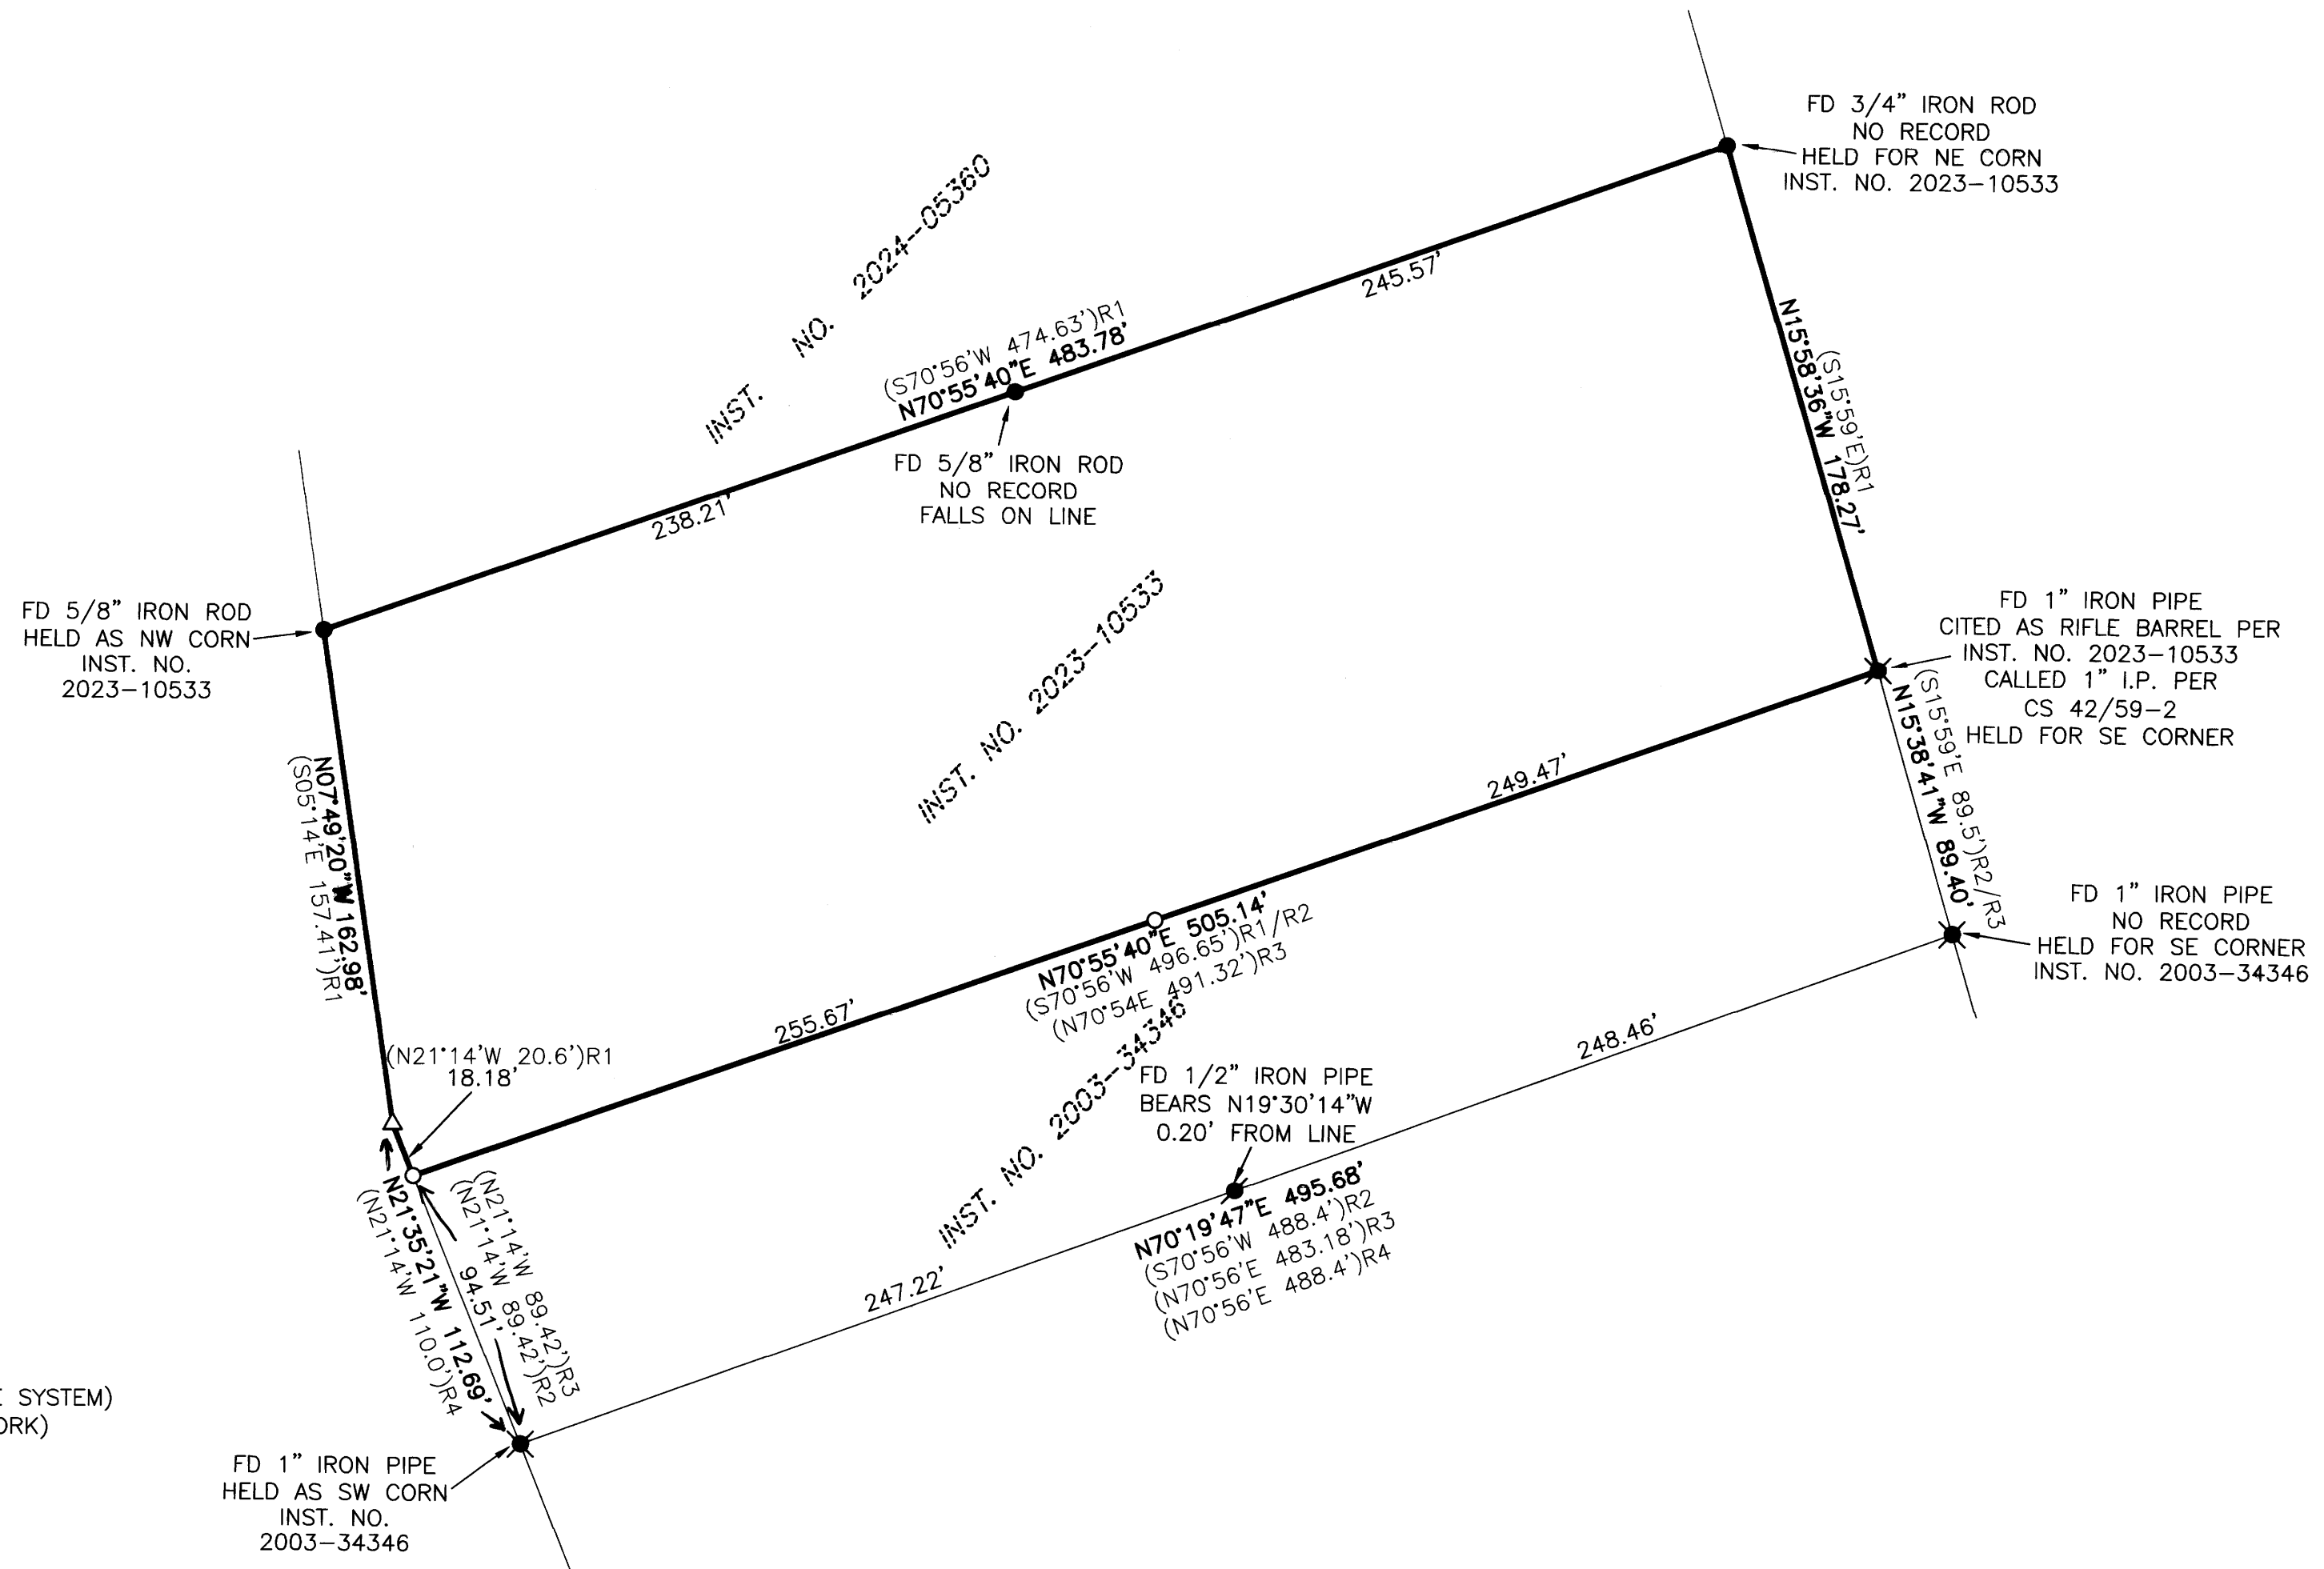 FD 3/4" IRON ROD
NO RECORD
HELD FOR NE CORN
INST. NO. 2023-10533
INST. NO. 2024-05360
245.57'
(S70°56'W 474.63')R1
N70°55'40"E 483.78'
FD 5/8" IRON ROD
NO RECORD
FALLS ON LINE
238.21'
N15°58'36"W 178.27'
(S15°59'E)R1
FD 5/8" IRON ROD
HELD AS NW CORN
INST. NO.
2023-10533
INST. NO. 2023-10533
FD 1" IRON PIPE
CITED AS RIFLE BARREL PER
INST. NO. 2023-10533
CALLED 1" I.P. PER
CS 42/59-2
HELD FOR SE CORNER
(S15°59'E 89.5')R2/R3
N15°38'41"W 89.40'
N07°49'20"W 162.98'
(S05°14'E 157.41')R1
249.47'
FD 1" IRON PIPE
NO RECORD
HELD FOR SE CORNER
INST. NO. 2003-34346
N70°55'40"E 505.14'
(S70°56'W 496.65')R1/R2
(N70°54E 491.32')R3
255.67'
(N21°14'W 20.6')R1
18.18'
INST. NO. 2003-34346
FD 1/2" IRON PIPE
BEARS N19°30'14"W
0.20' FROM LINE
248.46'
N70°19'47"E 495.68'
(S70°56'W 488.4')R2
(N70°56'E 483.18')R3
(N70°56'E 488.4')R4
247.22'
(N21°14'W 89.42')R3
(N21°14'W 89.42')R2
94.51'
N21°35'21"W 112.69'
(N21°14'W 110.0')R4
SYSTEM)
ORK)
FD 1" IRON PIPE
HELD AS SW CORN
INST. NO.
2003-34346